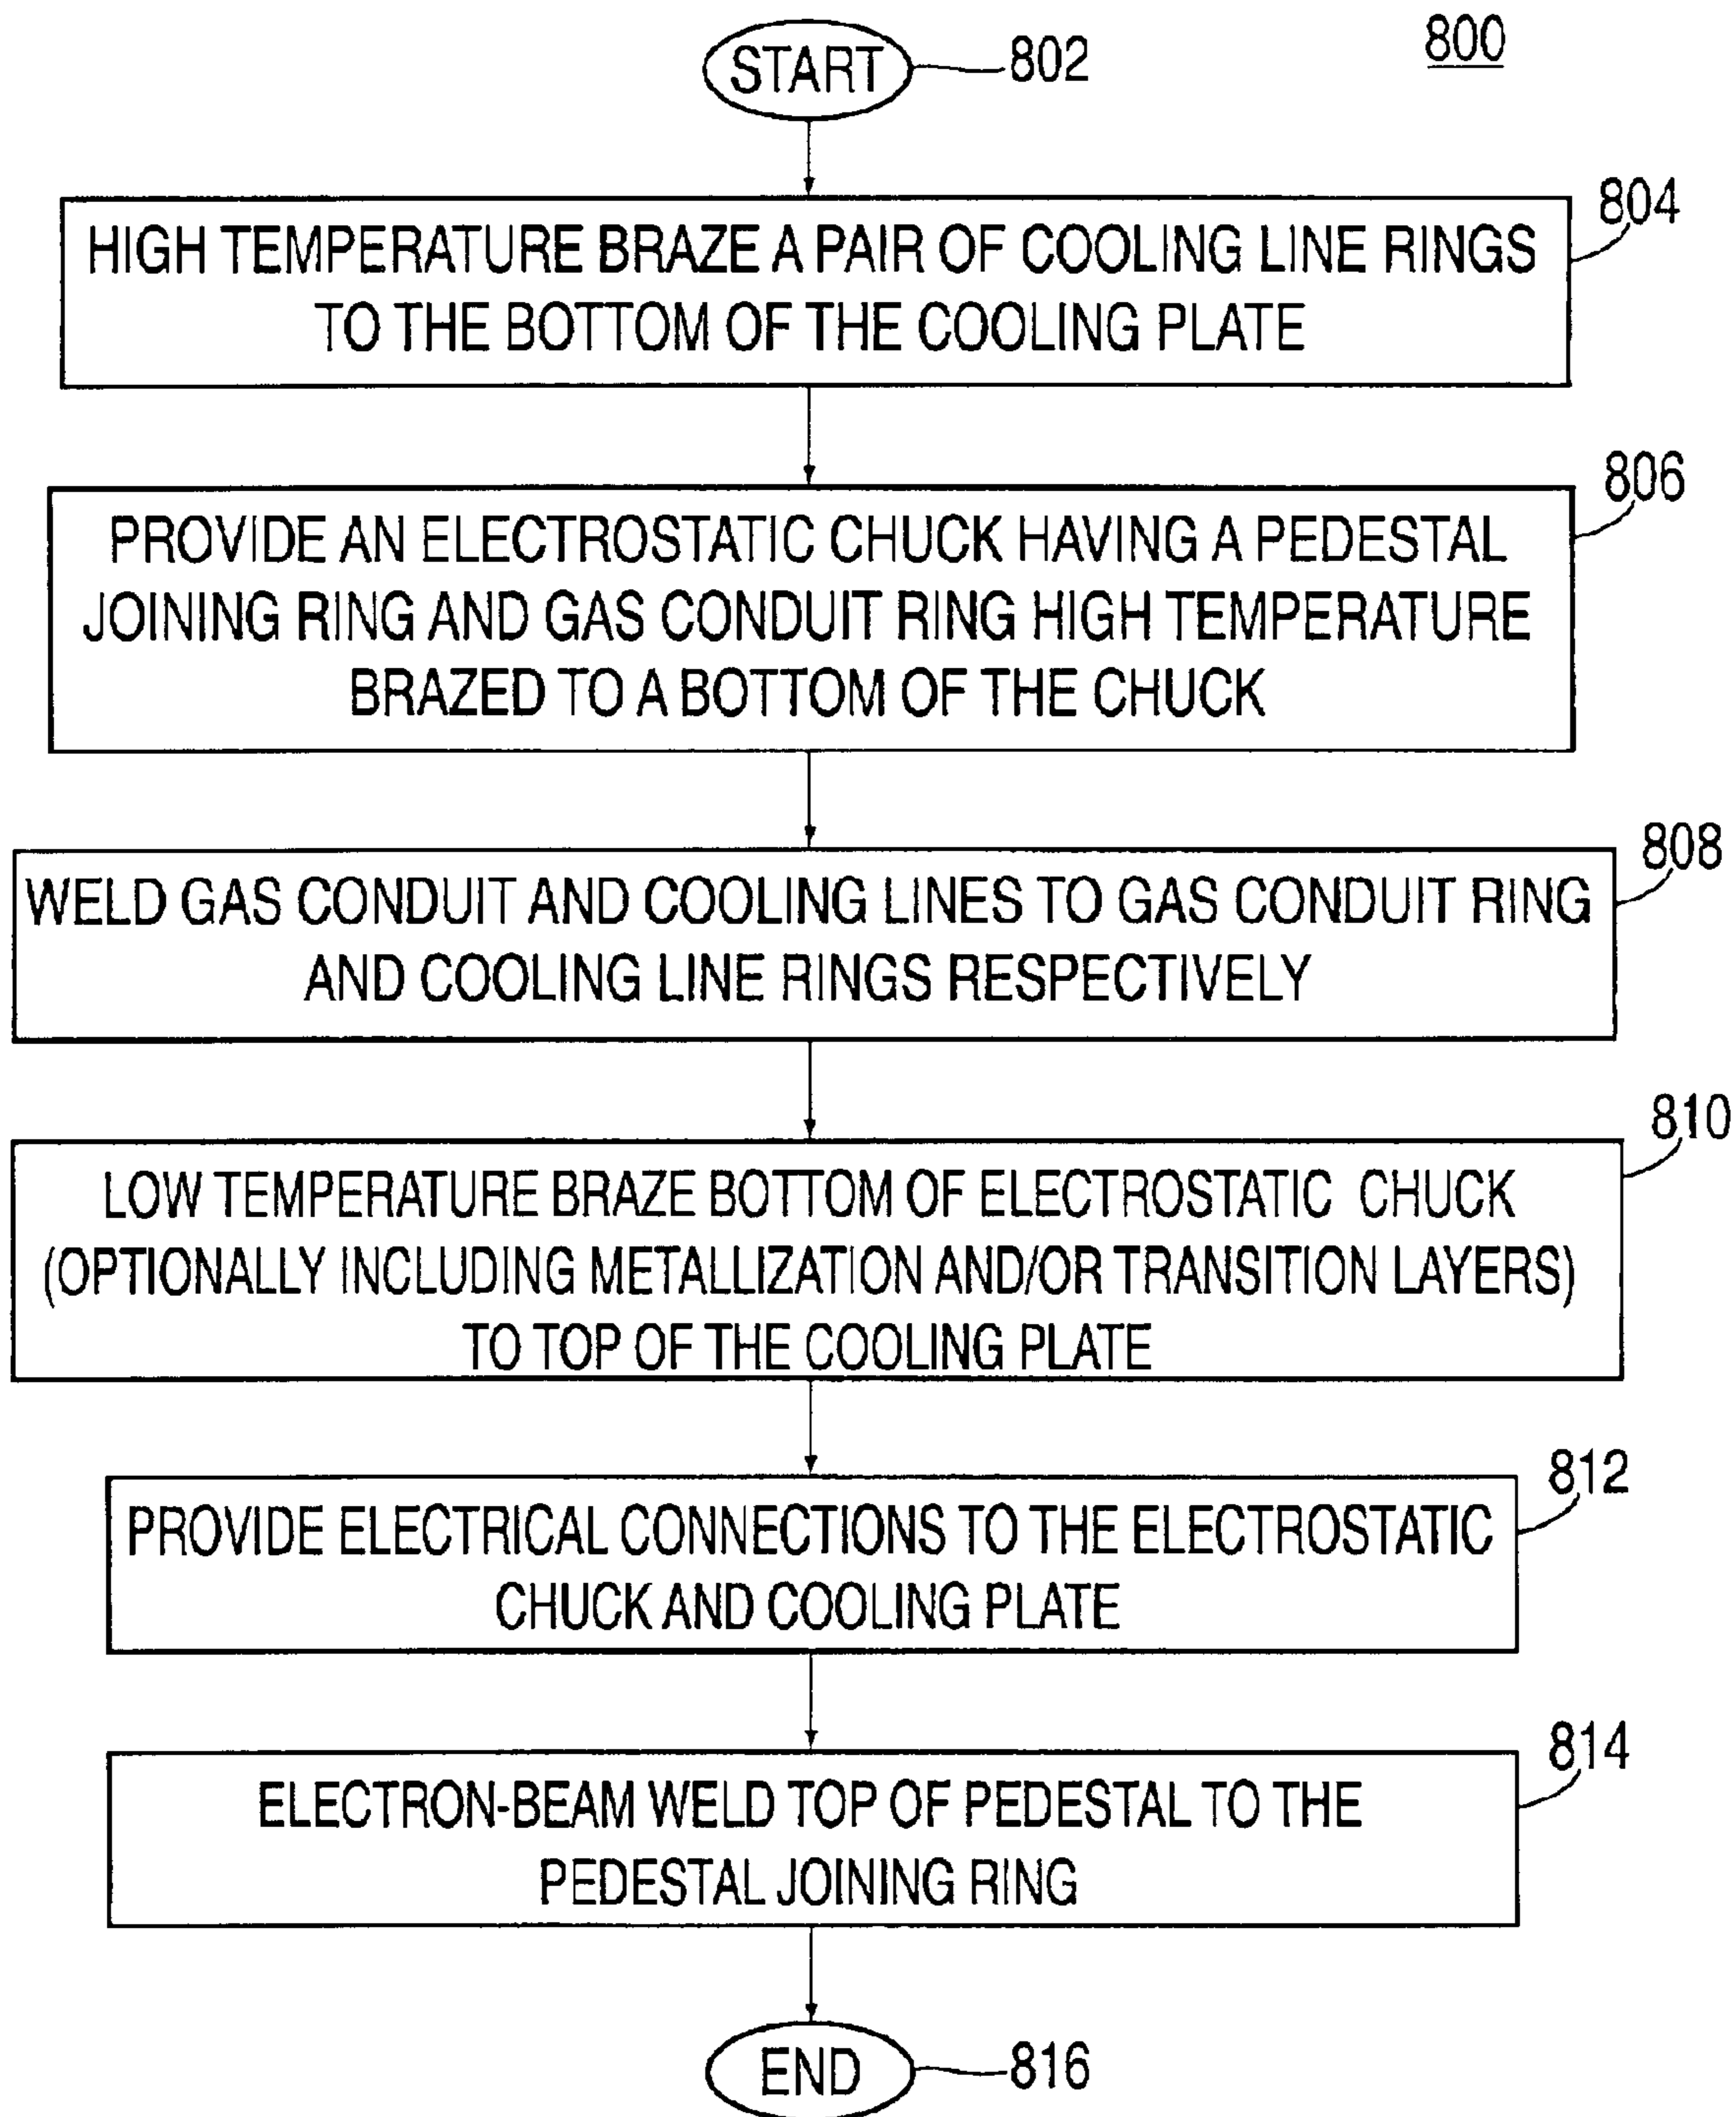 800
START
802
804
HIGH TEMPERATURE BRAZE A PAIR OF COOLING LINE RINGS
TO THE BOTTOM OF THE COOLING PLATE
806
PROVIDE AN ELECTROSTATIC CHUCK HAVING A PEDESTAL
JOINING RING AND GAS CONDUIT RING HIGH TEMPERATURE
BRAZED TO A BOTTOM OF THE CHUCK
808
WELD GAS CONDUIT AND COOLING LINES TO GAS CONDUIT RING
AND COOLING LINE RINGS RESPECTIVELY
810
LOW TEMPERATURE BRAZE BOTTOM OF ELECTROSTATIC CHUCK
(OPTIONALLY INCLUDING METALLIZATION AND/OR TRANSITION LAYERS)
TO TOP OF THE COOLING PLATE
812
PROVIDE ELECTRICAL CONNECTIONS TO THE ELECTROSTATIC
CHUCK AND COOLING PLATE
814
ELECTRON-BEAM WELD TOP OF PEDESTAL TO THE
PEDESTAL JOINING RING
END
816